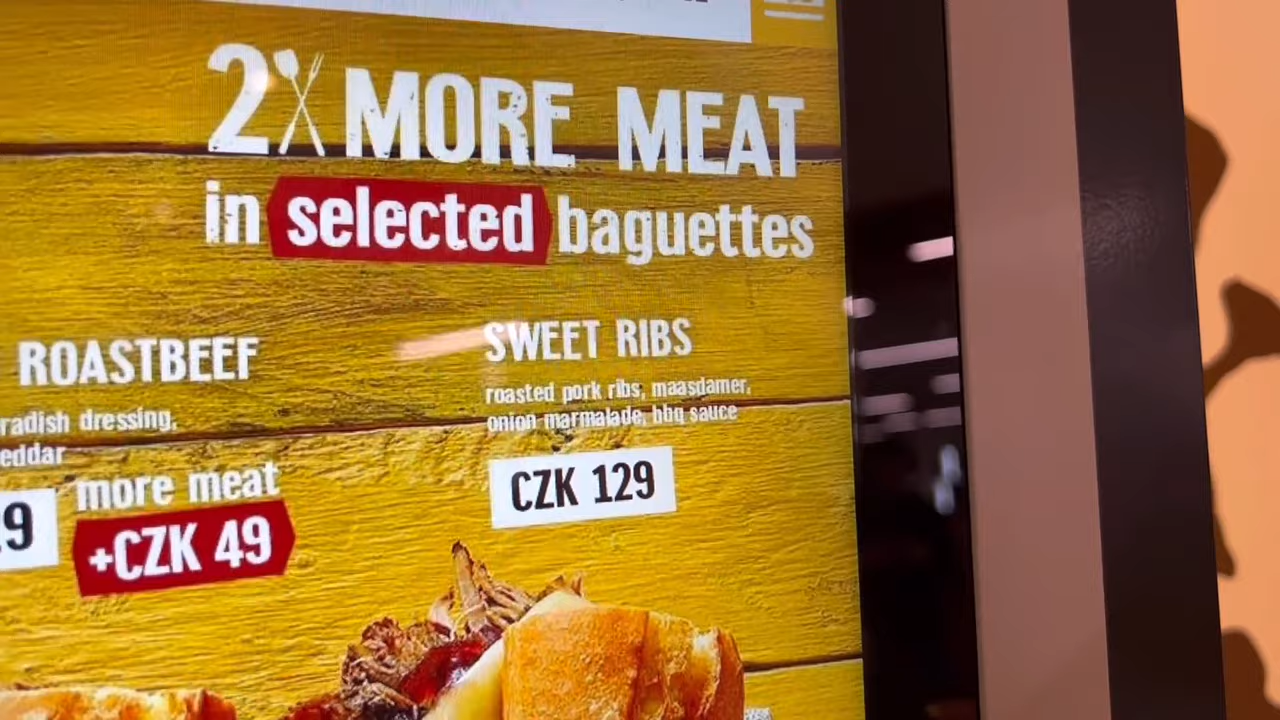 2X MORE MEAT
in selected baguettes
ROASTBEEF
radish dressing,
eddar
more meat
+CZK 49
SWEET RIBS
roasted pork ribs, maasdamer,
onion marmalade, bbq sauce
CZK 129